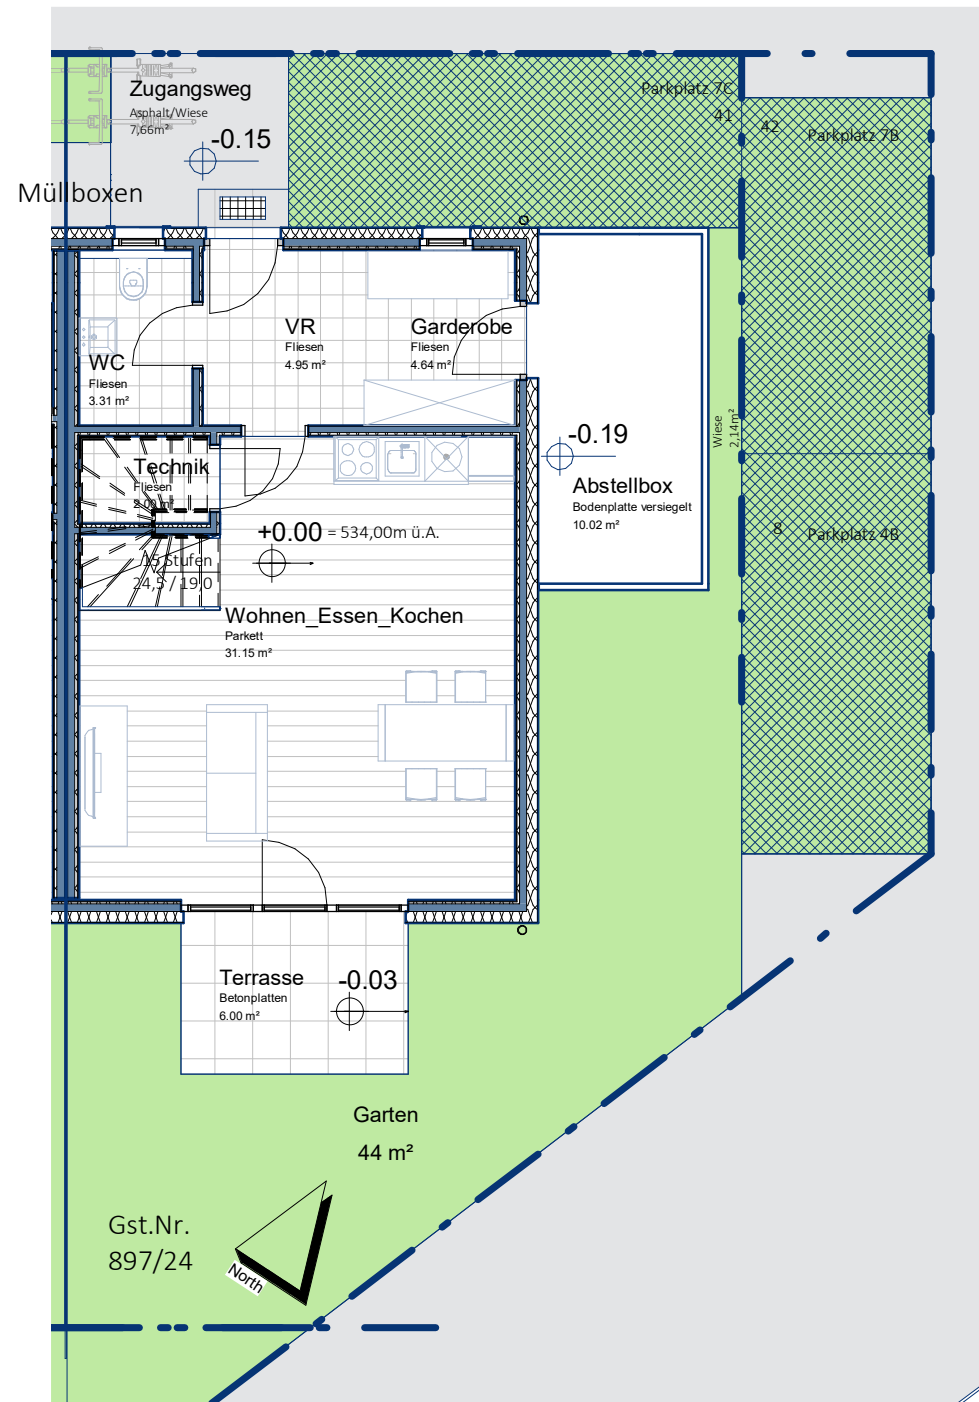 Zugangsweg
Asphalt/Wiese
7,66m²
-0.15
Parkplatz 7C
41
42
Parkplatz 7B
Müllboxen
VR
Fliesen
4.95 m²
Garderobe
Fliesen
4.64 m²
WC
Fliesen
3.31 m²
Wiese
2,14m²
-0.19
Technik
Fliesen
2.00 m²
Abstellbox
Bodenplatte versiegelt
10.02 m²
+0.00 = 534,00m ü.A.
8
Parkplatz 4B
15 Stufen
24,5 / 19,0
Wohnen_Essen_Kochen
Parkett
31.15 m²
Terrasse
Betonplatten
6.00 m²
-0.03
Garten
44 m²
Gst.Nr.
897/24
North